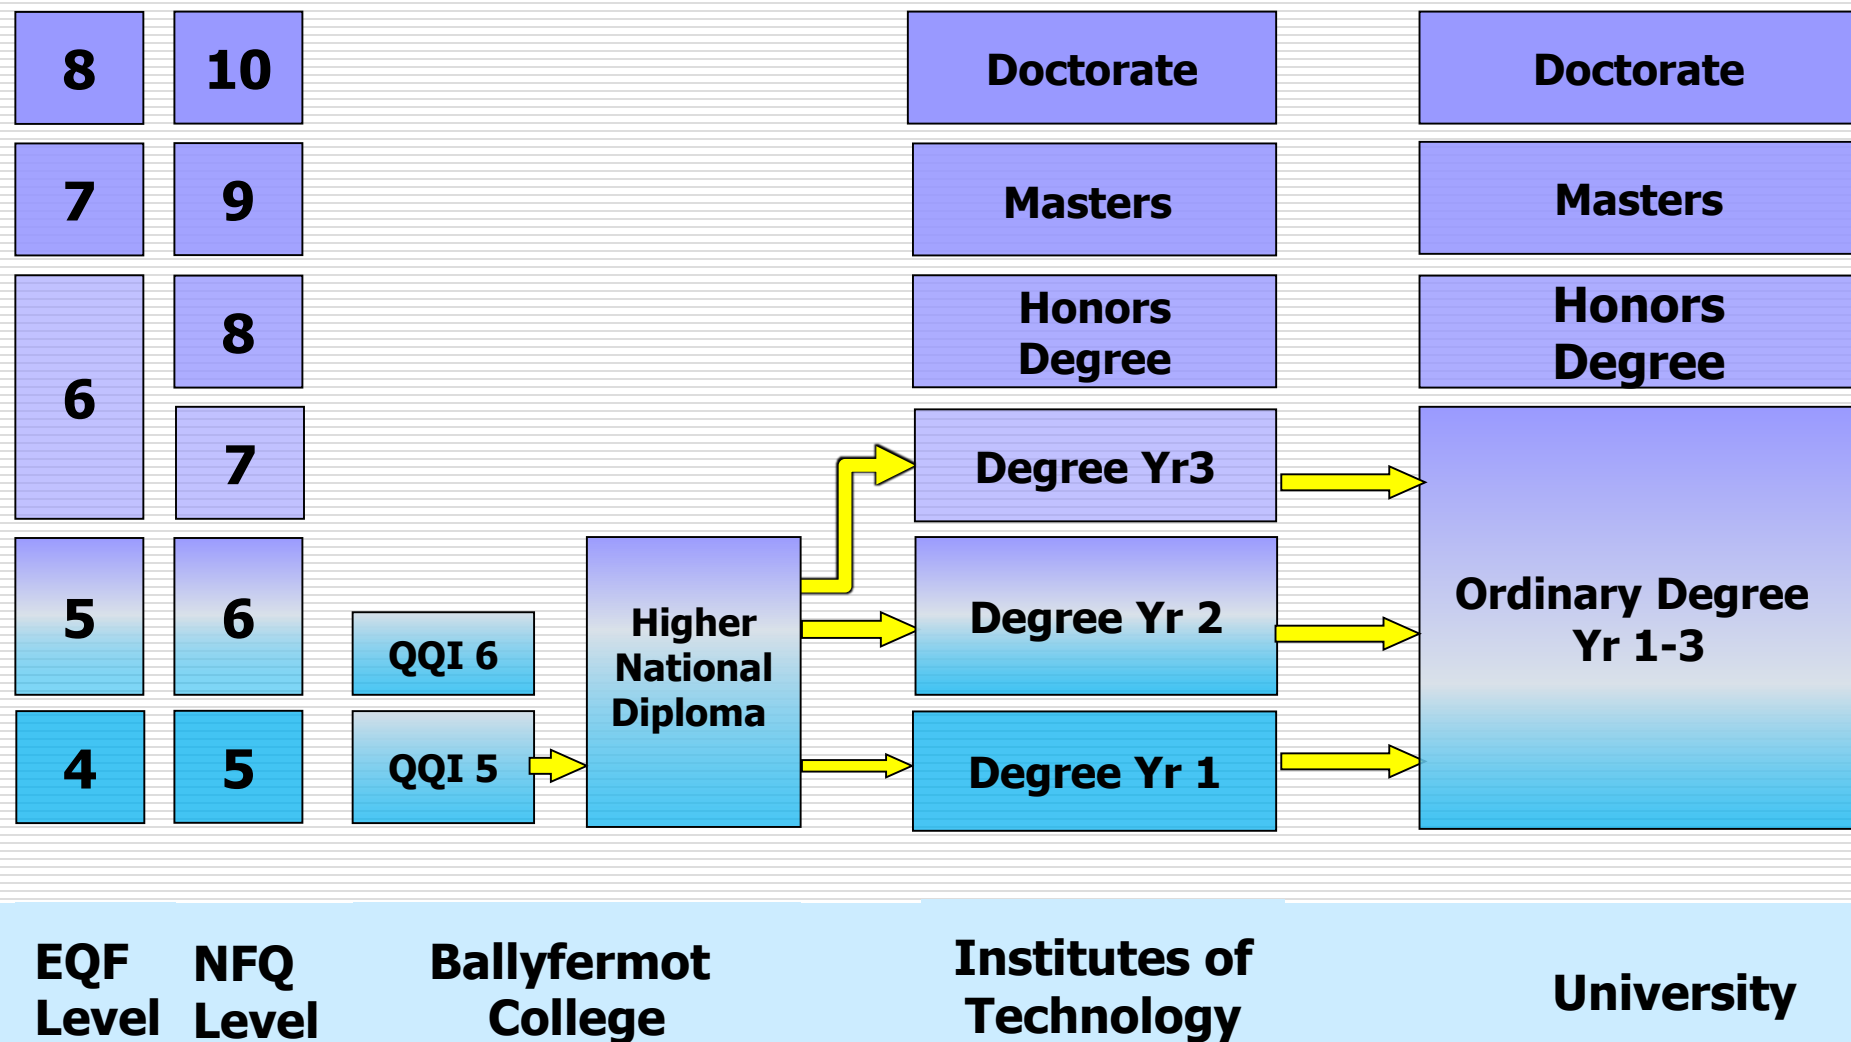 8
10
Doctorate
Doctorate
7
9
Masters
Masters
6
8
Honors
Degree
Honors
Degree
7
Degree Yr3
5
6
QQI 6
Higher
National
Diploma
Degree Yr 2
Ordinary Degree
Yr 1-3
4
5
QQI 5
Degree Yr 1
EQF
Level
NFQ
Level
Ballyfermot
College
Institutes of
Technology
University